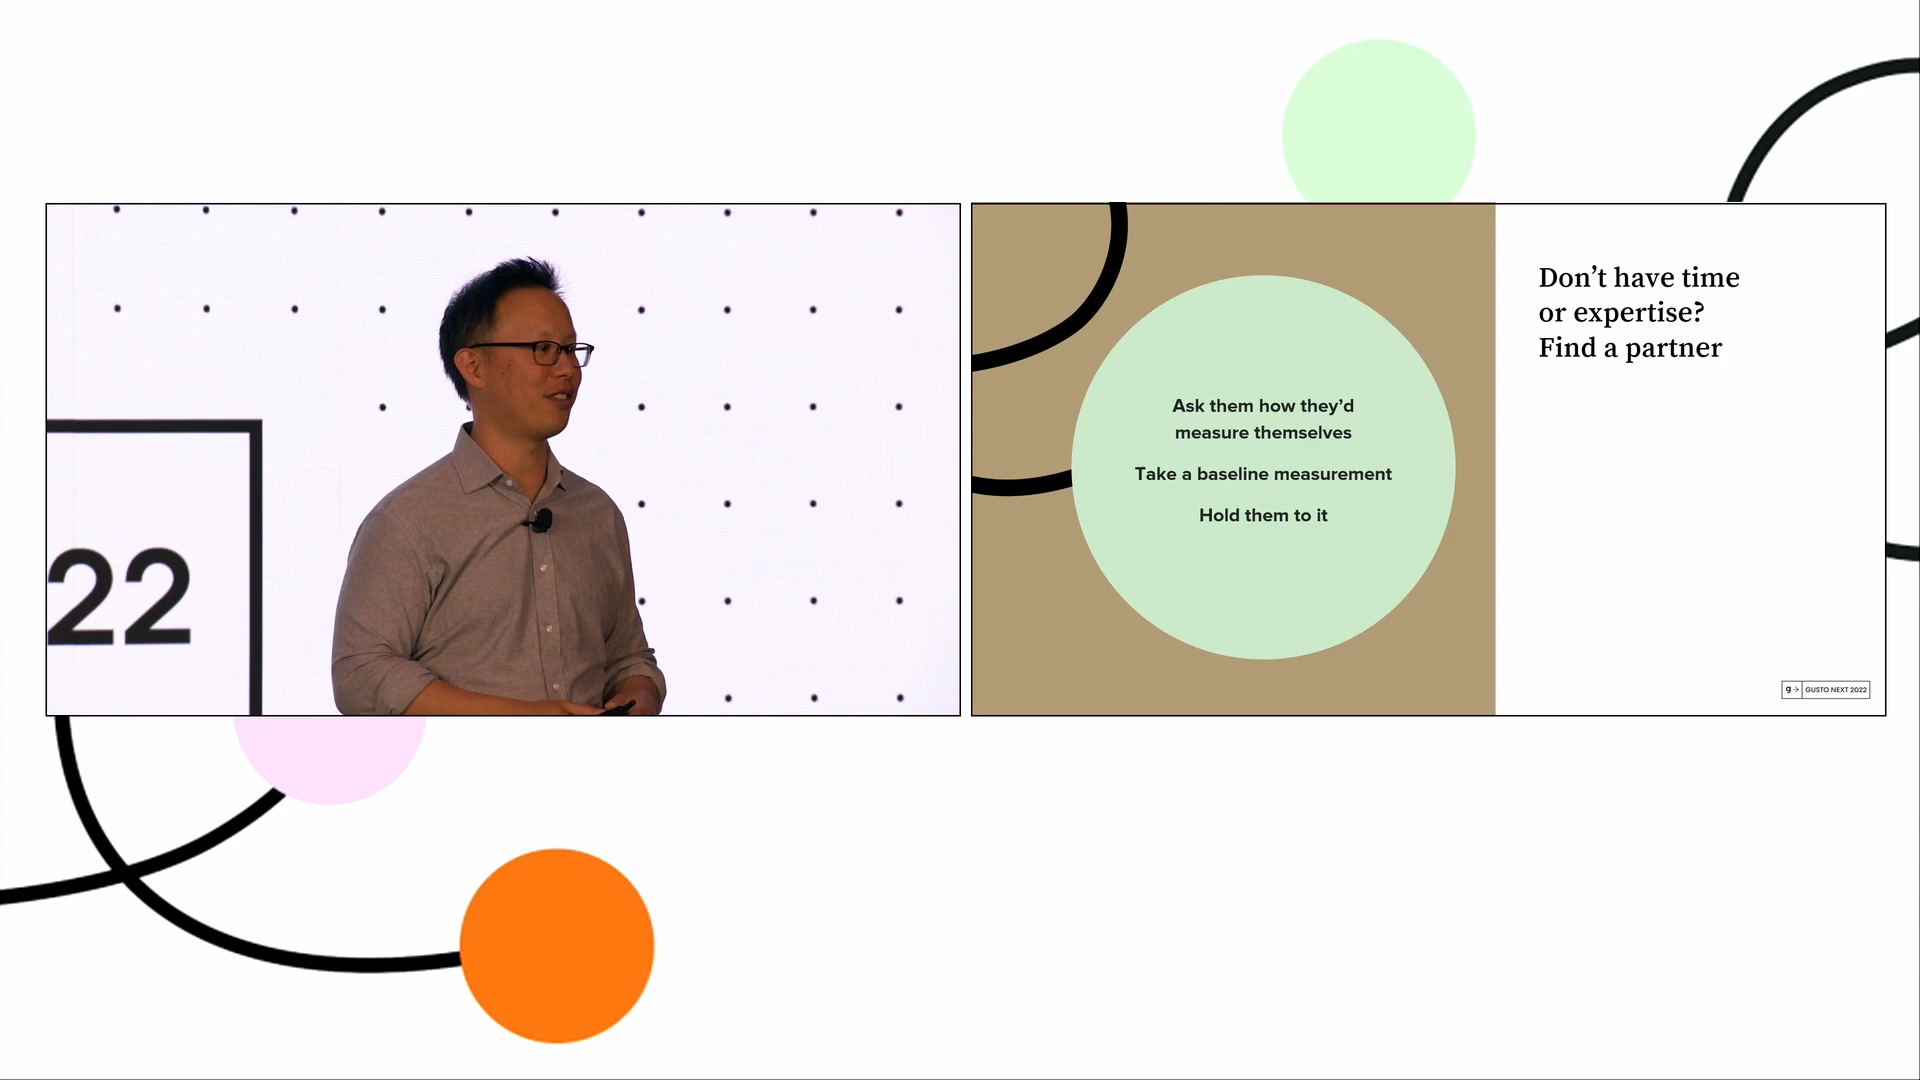 22
Ask them how they’d
measure themselves
Take a baseline measurement
Hold them to it
Don’t have time
or expertise?
Find a partner
g→ GUSTO NEXT 2022